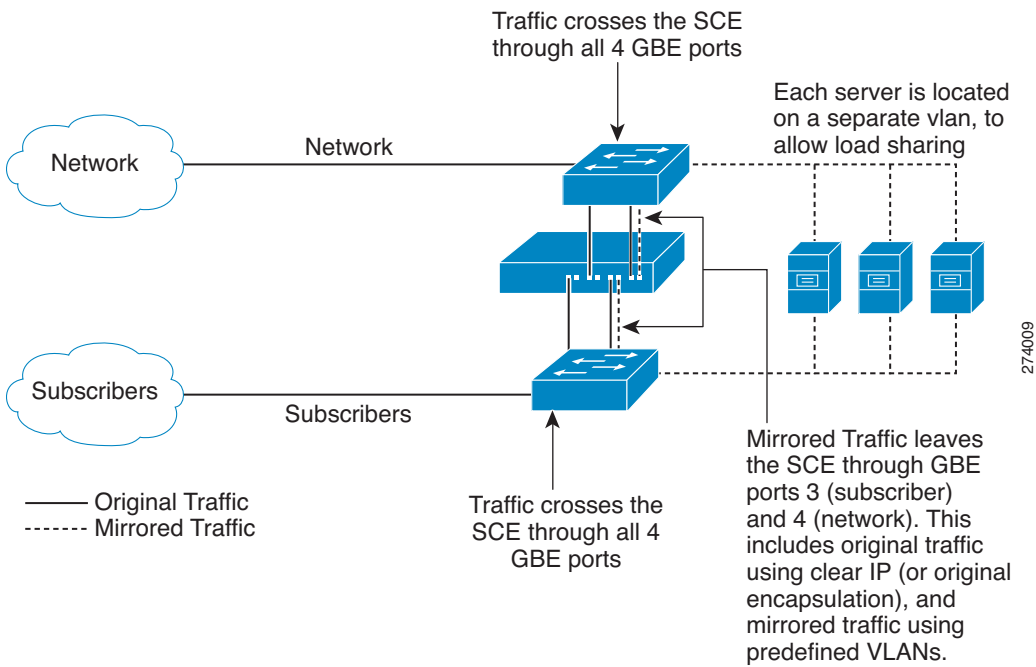 Traffic crosses the SCE
through all 4 GBE ports
Each server is located
on a separate vlan, to
allow load sharing
Network
Network
Subscribers
Subscribers
274009
Original Traffic
Mirrored Traffic
Traffic crosses the
SCE through all 4
GBE ports
Mirrored Traffic leaves
the SCE through GBE
ports 3 (subscriber)
and 4 (network). This
includes original traffic
using clear IP (or original
encapsulation), and
mirrored traffic using
predefined VLANs.